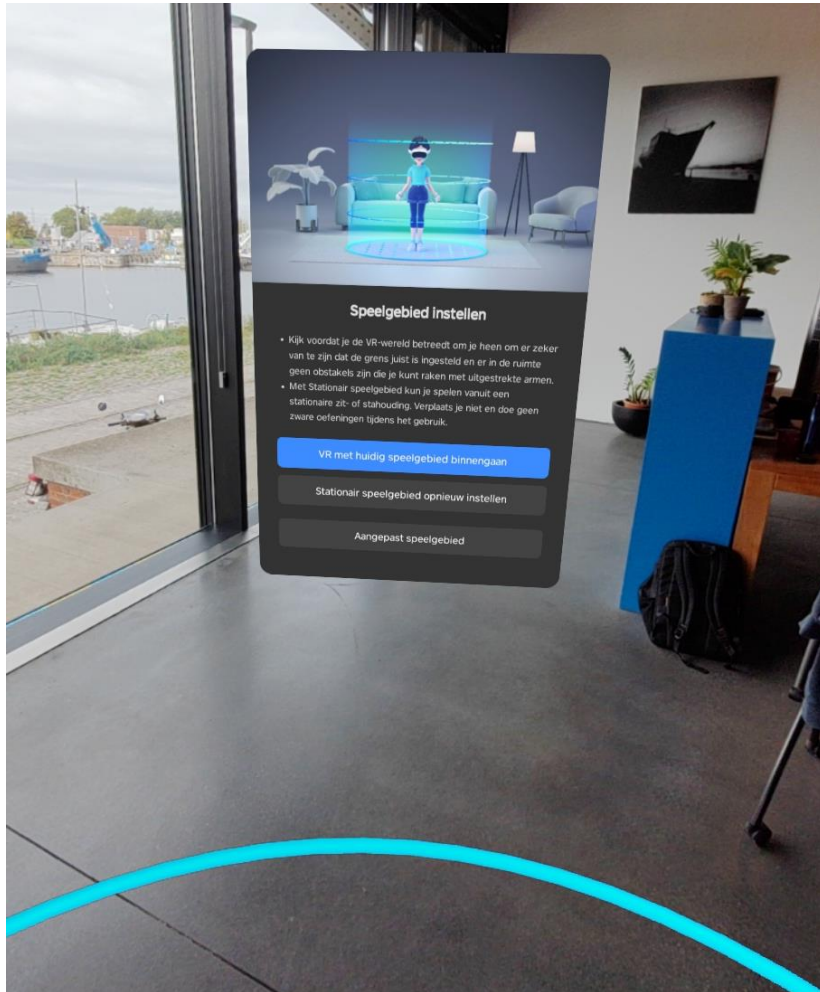 Speelgebied instellen
• Kijk voordat je de VR-wereld betreedt om je heen om er zeker
van te zijn dat de grens juist is ingesteld en er in de ruimte
geen obstakels zijn die je kunt raken met uitgestrekte armen.
• Met Stationair speelgebied kun je spelen vanuit een
stationaire zit- of stahouding. Verplaats je niet en doe geen
zware oefeningen tijdens het gebruik.
VR met huidig speelgebied binnengaan
Stationair speelgebied opnieuw instellen
Aangepast speelgebied